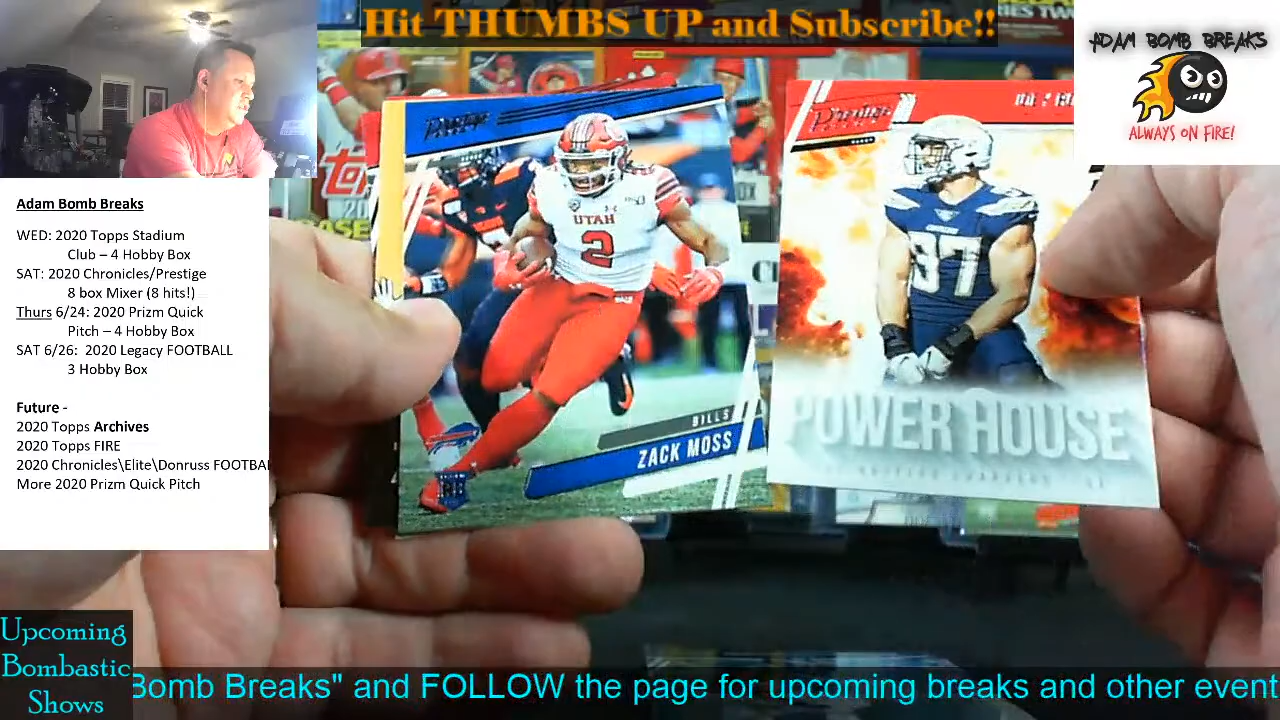 Hit THUMBS UP and Subscribe!!
ADAM BOMB BREAKS
ALWAYS ON FIRE!
Adam Bomb Breaks
WED: 2020 Topps Stadium
Club – 4 Hobby Box
SAT: 2020 Chronicles/Prestige
8 box Mixer (8 hits!)
Thurs 6/24: 2020 Prizm Quick
Pitch – 4 Hobby Box
SAT 6/26: 2020 Legacy FOOTBALL
3 Hobby Box
Future -
2020 Topps Archives
2020 Topps FIRE
2020 Chronicles\Elite\Donruss FOOTBAL
More 2020 Prizm Quick Pitch
Prestige
UTAH
2
BILLS
ZACK MOSS
Prestige
97
POWER HOUSE
Upcoming
Bombastic
Shows
Bomb Breaks" and FOLLOW the page for upcoming breaks and other event